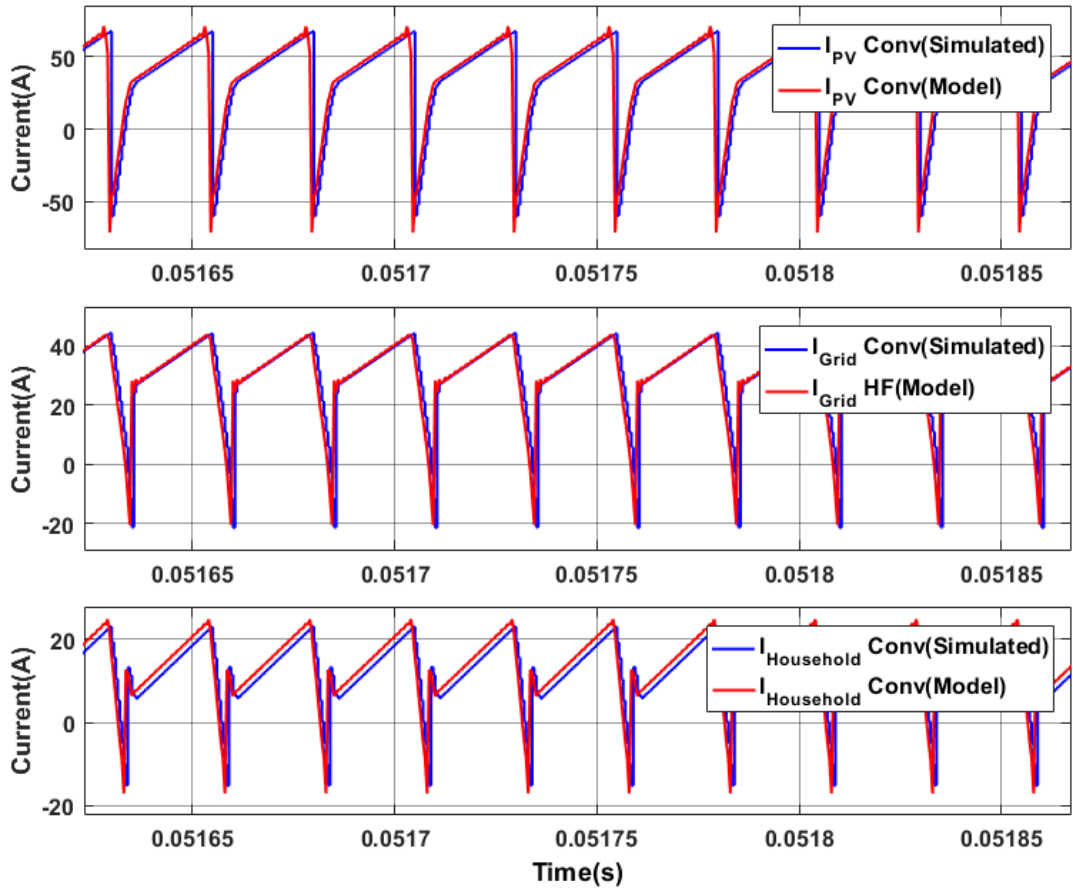 Current(A)
50
0
-50
I_PV Conv(Simulated)
I_PV Conv(Model)
0.05165 0.0517 0.05175 0.0518 0.05185
Current(A)
40
20
0
-20
I_Grid Conv(Simulated)
I_Grid HF(Model)
0.05165 0.0517 0.05175 0.0518 0.05185
Current(A)
20
0
-20
I_Household Conv(Simulated)
I_Household Conv(Model)
0.05165 0.0517 0.05175 0.0518 0.05185
Time(s)